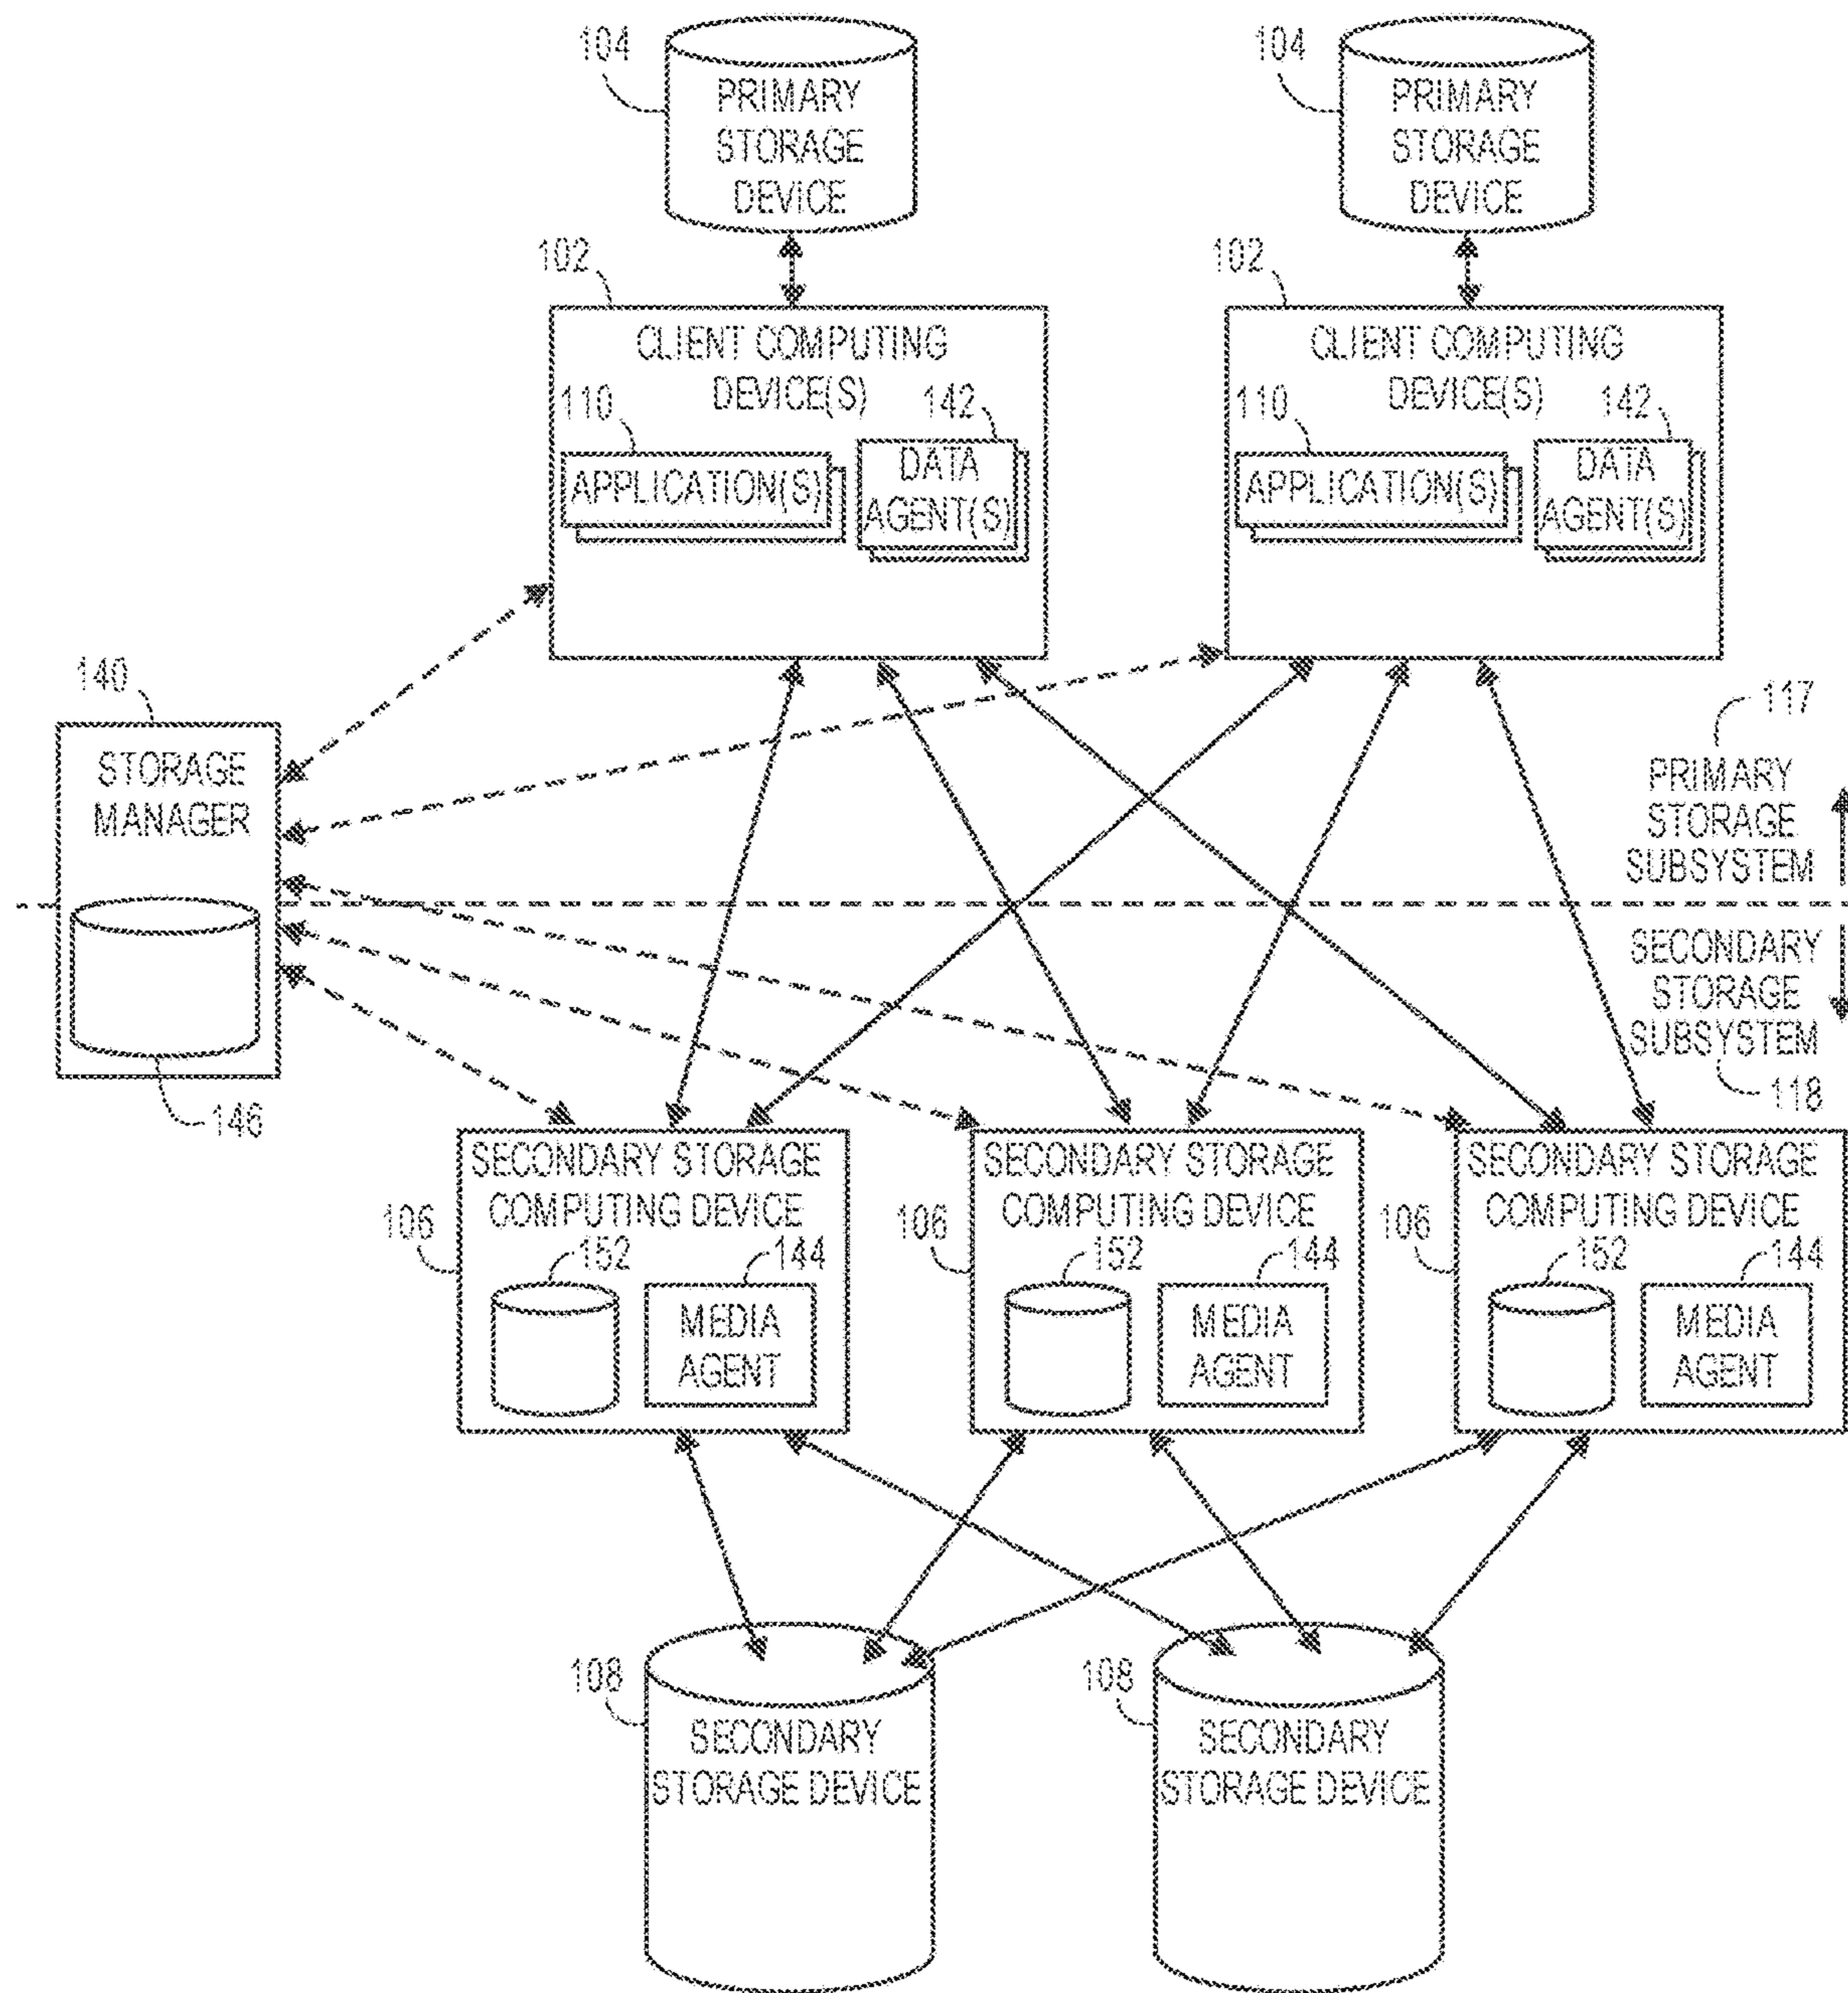 104
PRIMARY
STORAGE
DEVICE
104
PRIMARY
STORAGE
DEVICE
102
CLIENT COMPUTING
DEVICE(S)
110
142
APPLICATION(S)
DATA
AGENT(S)
102
CLIENT COMPUTING
DEVICE(S)
110
142
APPLICATION(S)
DATA
AGENT(S)
140
STORAGE
MANAGER
146
117
PRIMARY
STORAGE
SUBSYSTEM
SECONDARY
STORAGE
SUBSYSTEM
118
SECONDARY STORAGE
COMPUTING DEVICE
106
152
144
MEDIA
AGENT
SECONDARY STORAGE
COMPUTING DEVICE
106
152
144
MEDIA
AGENT
SECONDARY STORAGE
COMPUTING DEVICE
106
152
144
MEDIA
AGENT
108
SECONDARY
STORAGE DEVICE
108
SECONDARY
STORAGE DEVICE